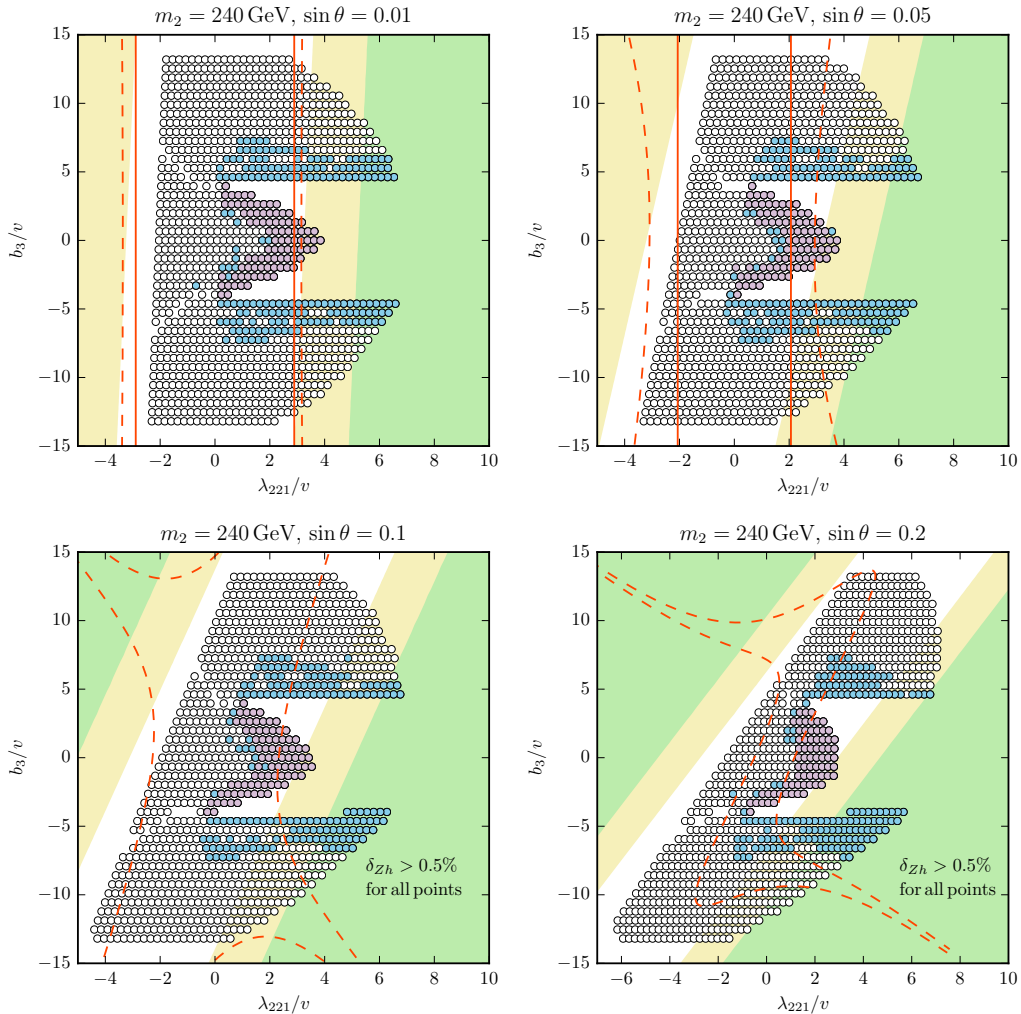 m₂ = 240 GeV, sin θ = 0.01
15
10
5
0
−5
−10
−15
b₃/v
−4 −2 0 2 4 6 8 10
λ₂₂₁/v
m₂ = 240 GeV, sin θ = 0.05
15
10
5
0
−5
−10
−15
b₃/v
−4 −2 0 2 4 6 8 10
λ₂₂₁/v
m₂ = 240 GeV, sin θ = 0.1
15
10
5
0
−5
−10
−15
b₃/v
δ_Zh > 0.5%
for all points
−4 −2 0 2 4 6 8 10
λ₂₂₁/v
m₂ = 240 GeV, sin θ = 0.2
15
10
5
0
−5
−10
−15
b₃/v
δ_Zh > 0.5%
for all points
−6 −4 −2 0 2 4 6 8 10
λ₂₂₁/v